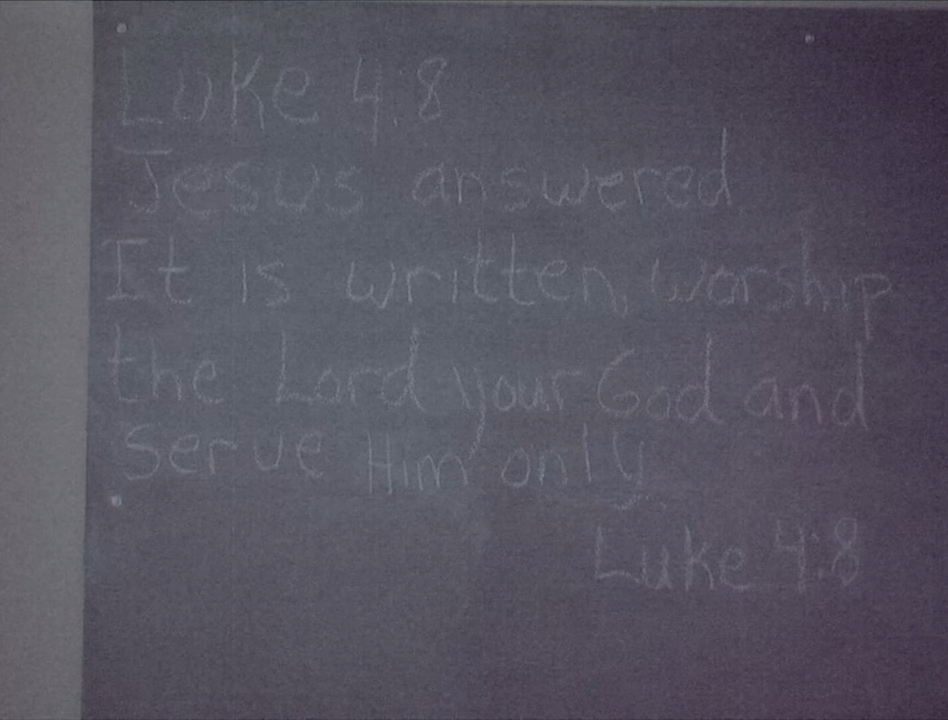 Luke 4:8
Jesus answered
It is written, worship
the Lord your God and
serve Him only
Luke 4:8